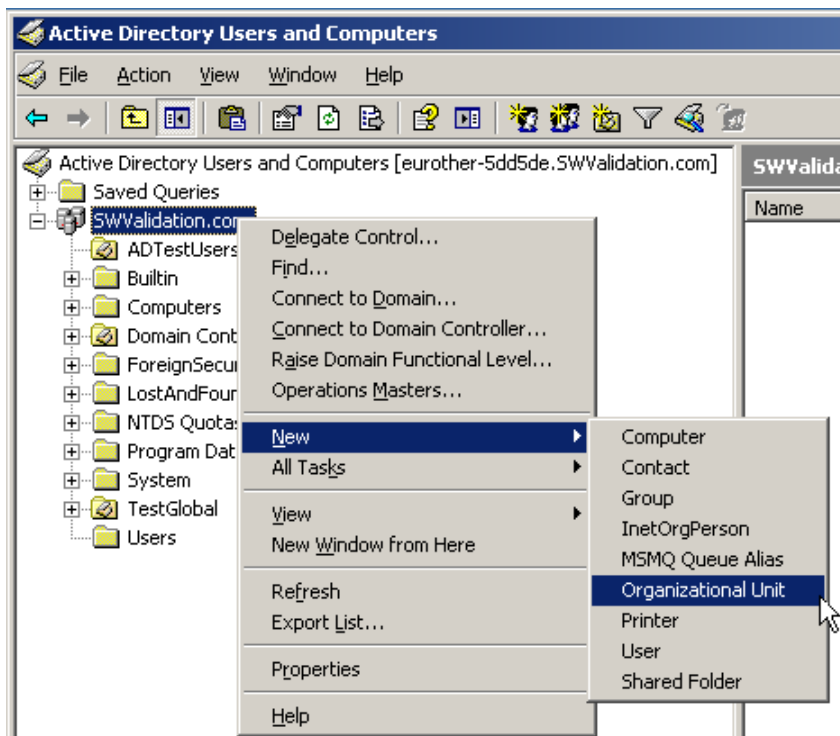 Active Directory Users and Computers
File Action View Window Help
Active Directory Users and Computers [eurother-5dd5de.SWValidation.com]
SWValida
Saved Queries
Name
SWValidation.com
ADTestUsers
Builtin
Computers
Domain Cont
ForeignSecur
LostAndFoun
NTDS Quotas
Program Dat
System
TestGlobal
Users
Delegate Control...
Find...
Connect to Domain...
Connect to Domain Controller...
Raise Domain Functional Level...
Operations Masters...
New
All Tasks
View
New Window from Here
Refresh
Export List...
Properties
Help
Computer
Contact
Group
InetOrgPerson
MSMQ Queue Alias
Organizational Unit
Printer
User
Shared Folder